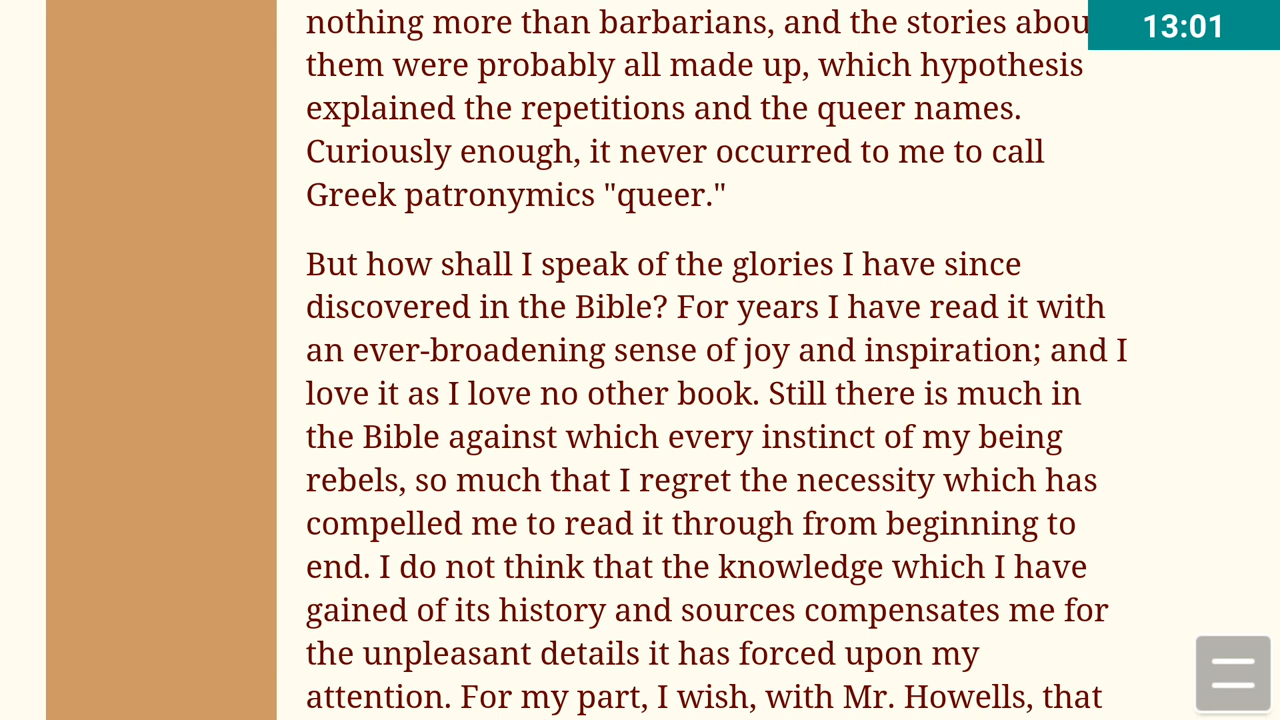 nothing more than barbarians, and the stories abou
13:01
them were probably all made up, which hypothesis
explained the repetitions and the queer names.
Curiously enough, it never occurred to me to call
Greek patronymics "queer."
But how shall I speak of the glories I have since
discovered in the Bible? For years I have read it with
an ever-broadening sense of joy and inspiration; and I
love it as I love no other book. Still there is much in
the Bible against which every instinct of my being
rebels, so much that I regret the necessity which has
compelled me to read it through from beginning to
end. I do not think that the knowledge which I have
gained of its history and sources compensates me for
the unpleasant details it has forced upon my
attention. For my part, I wish, with Mr. Howells, that